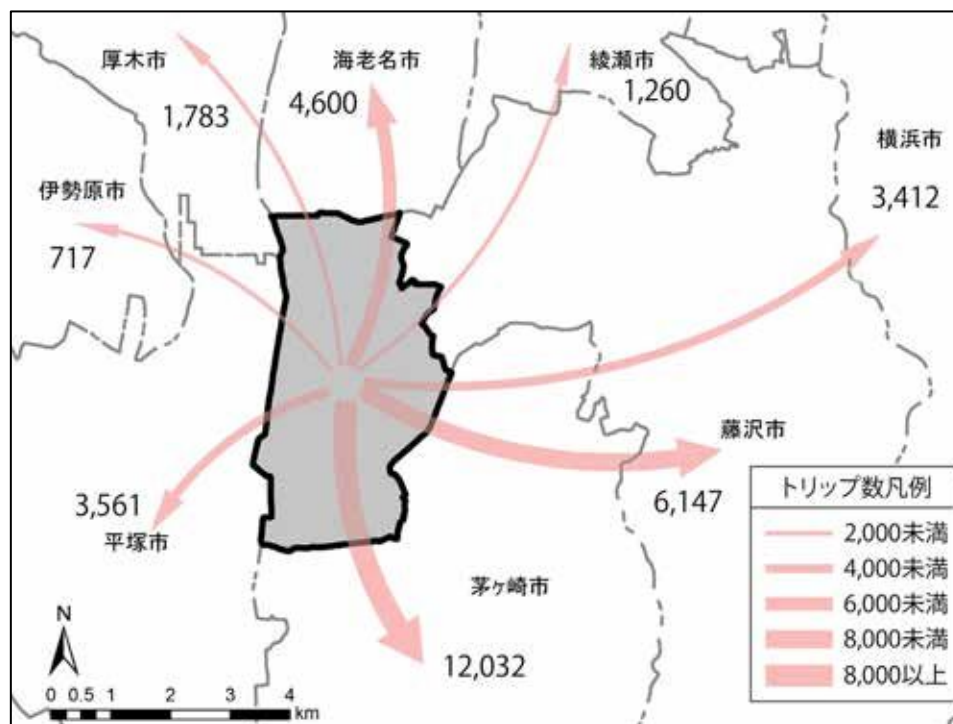 厚木市
1,783
海老名市
4,600
綾瀬市
1,260
横浜市
3,412
伊勢原市
717
藤沢市
6,147
3,561
平塚市
茅ヶ崎市
12,032
トリップ数凡例
2,000未満
4,000未満
6,000未満
8,000未満
8,000以上
N
0 0.5 1 2 3 4
km